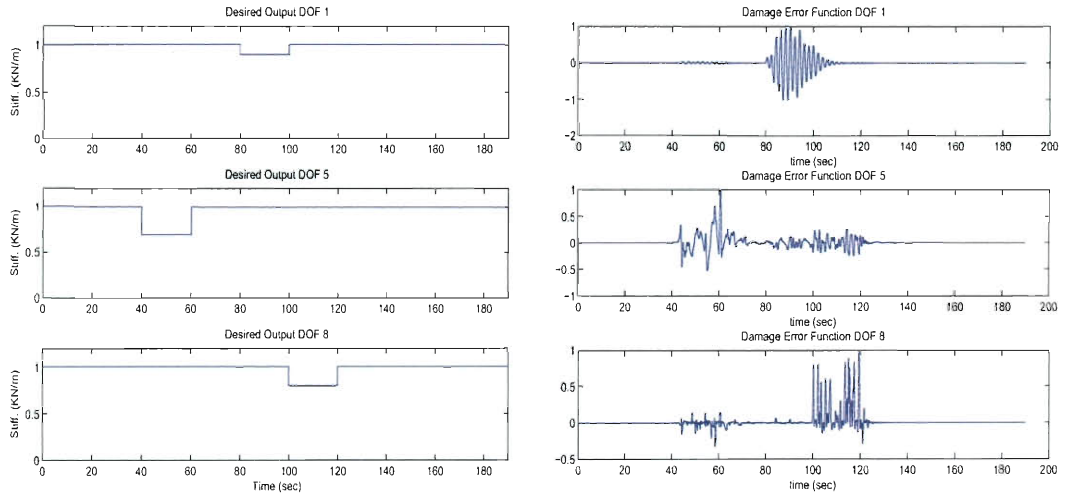 Desired Output DOF 1
Stiff. (KN/m)
1
0.5
0
0 20 40 60 80 100 120 140 160 180
Desired Output DOF 5
Stiff. (KN/m)
1
0.5
0
0 20 40 60 80 100 120 140 160 180
Desired Output DOF 8
Stiff. (KN/m)
1
0.5
0
0 20 40 60 80 100 120 140 160 180
Time (sec)
Damage Error Function DOF 1
1
0
-1
-2
0 20 40 60 80 100 120 140 160 180 200
time (sec)
Damage Error Function DOF 5
1
0.5
0
-0.5
-1
0 20 40 60 80 100 120 140 160 180 200
time (sec)
Damage Error Function DOF 8
1
0.5
0
-0.5
0 20 40 60 80 100 120 140 160 180 200
time (sec)